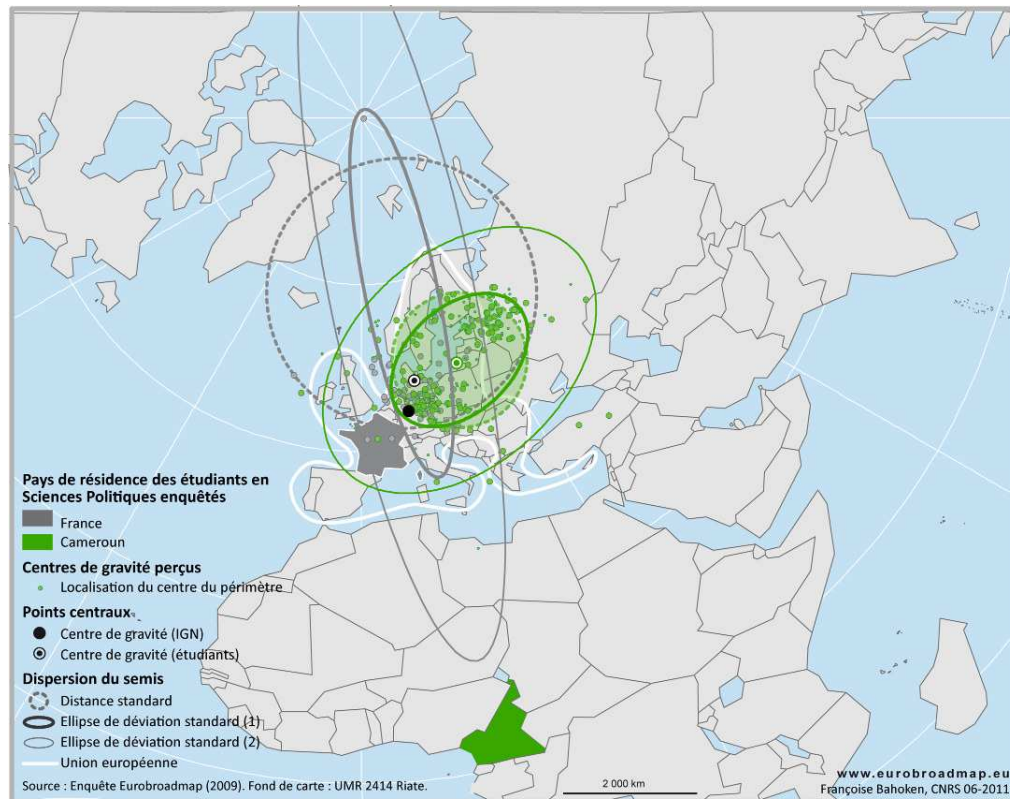 Pays de résidence des étudiants en
Sciences Politiques enquêtés
France
Cameroun
Centres de gravité perçus
Localisation du centre du périmètre
Points centraux
Centre de gravité (IGN)
Centre de gravité (étudiants)
Dispersion du semis
Distance standard
Ellipse de déviation standard (1)
Ellipse de déviation standard (2)
Union européenne
Source : Enquête Eurobroadmap (2009). Fond de carte : UMR 2414 Riate.
2 000 km
www.eurobroadmap.eu
Françoise Bahoken, CNRS 06-2011